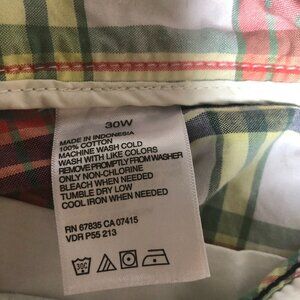 30W
MADE IN INDONESIA
100% COTTON
MACHINE WASH COLD
WASH WITH LIKE COLORS
REMOVE PROMPTLY FROM WASHER
ONLY NON-CHLORINE
BLEACH WHEN NEEDED
TUMBLE DRY LOW
COOL IRON WHEN NEEDED
RN 67835 CA 07415
VDR P55 213